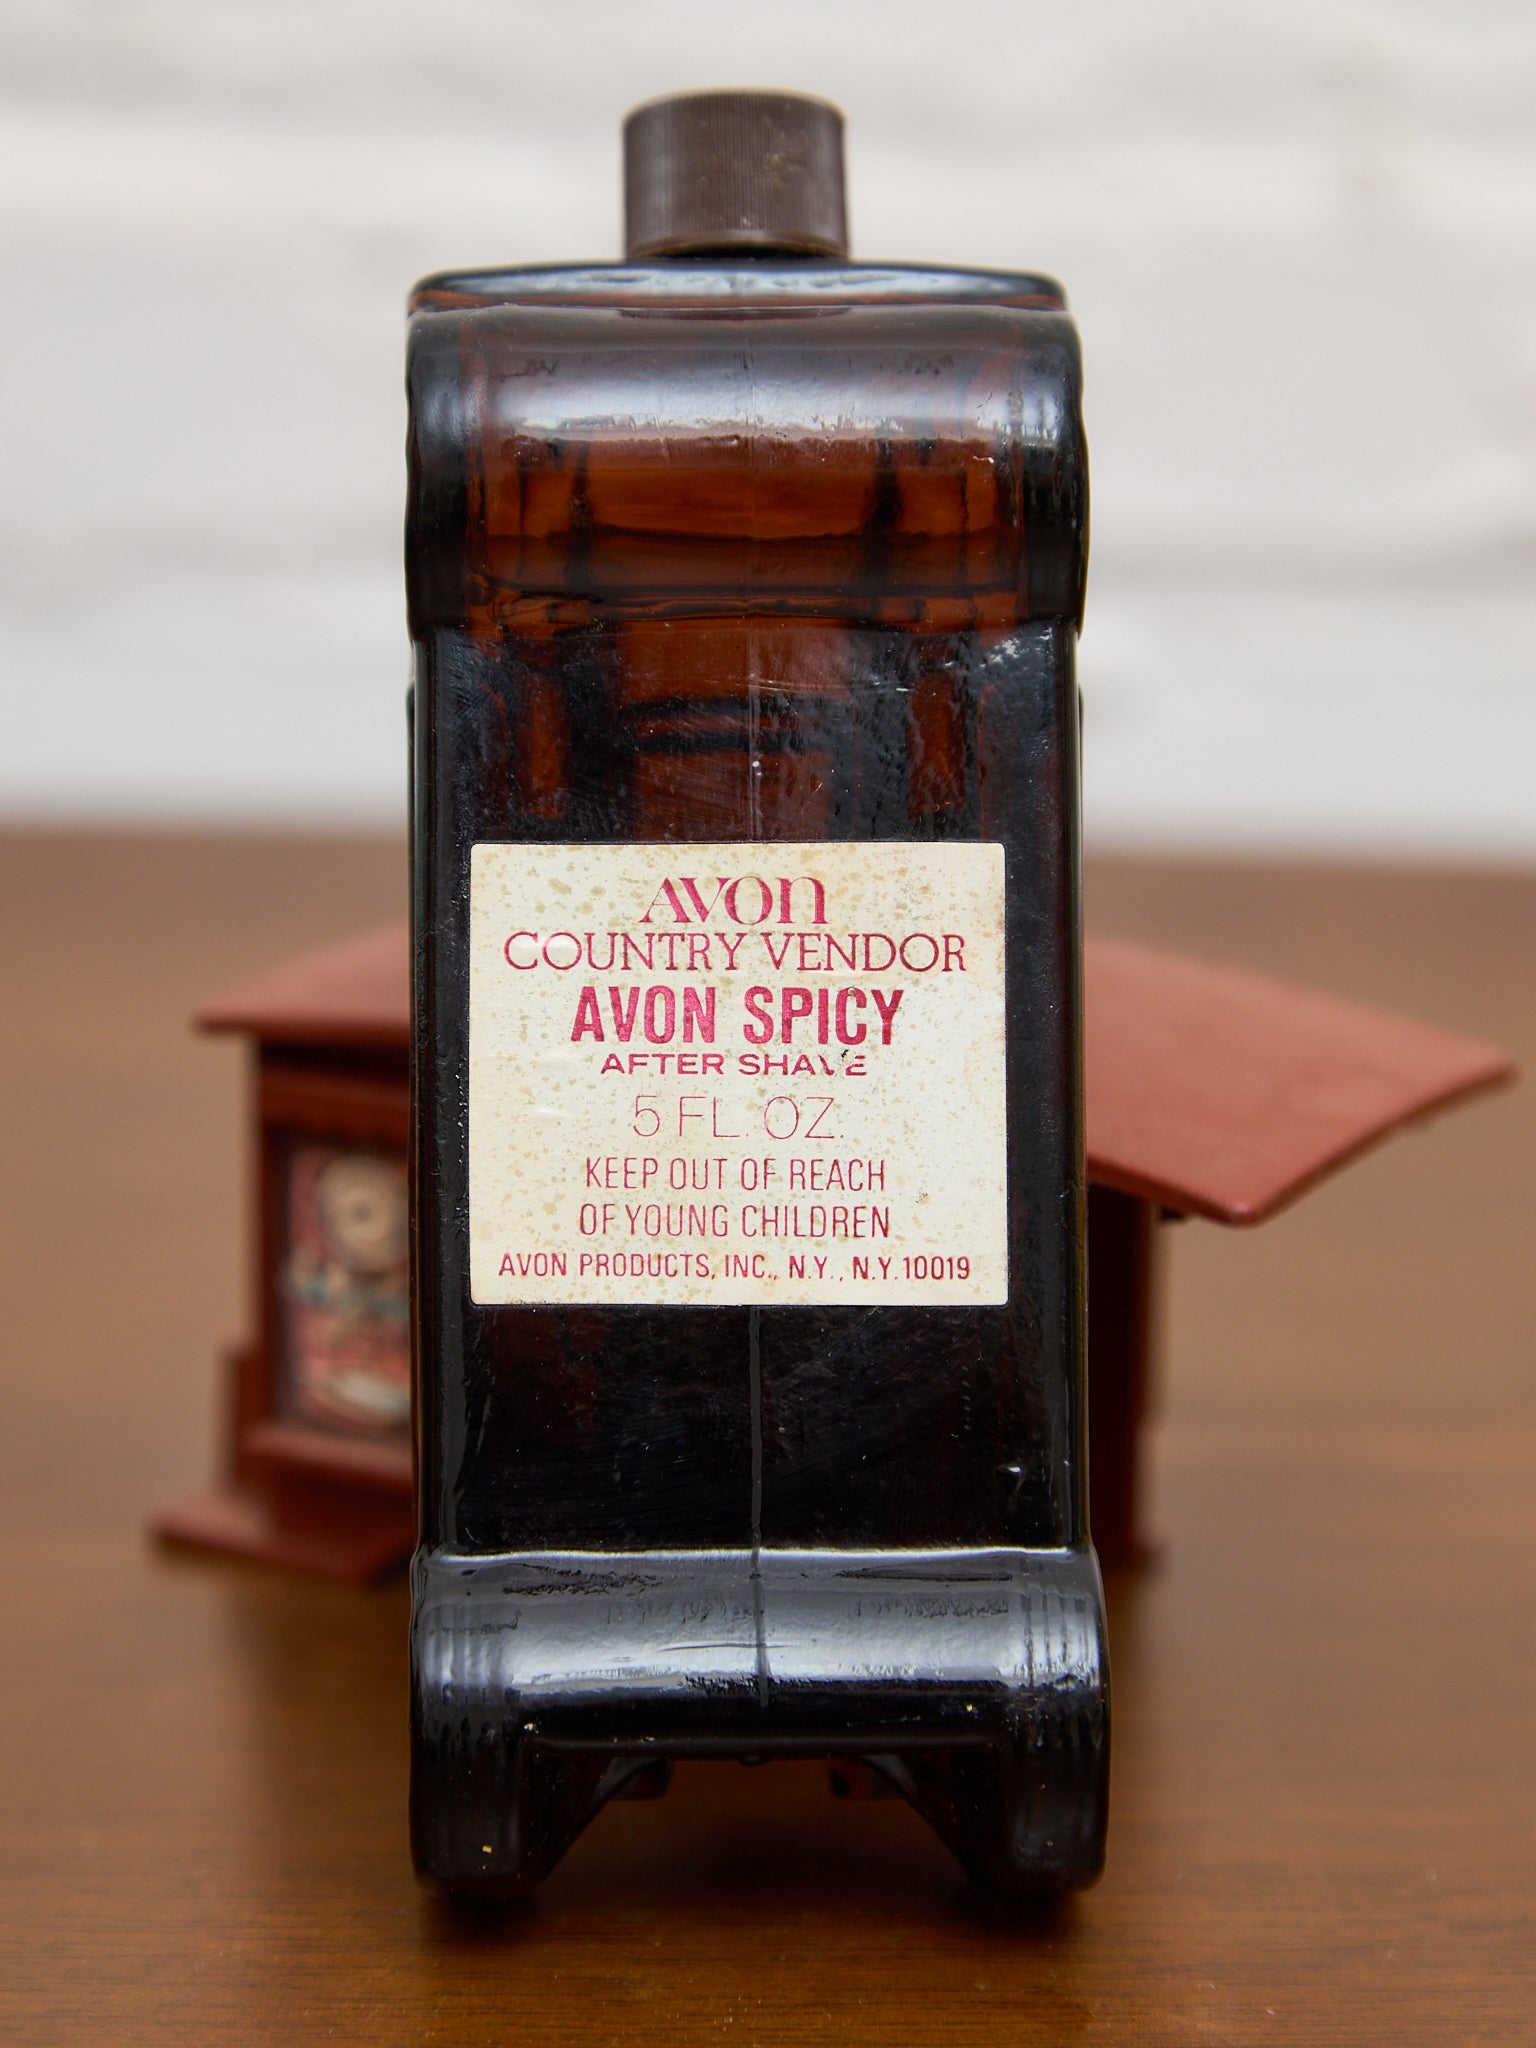 AVON
COUNTRY VENDOR
AVON SPICY
AFTER SHAVE
5 FL. OZ.
KEEP OUT OF REACH
OF YOUNG CHILDREN
AVON PRODUCTS, INC., N.Y., N.Y. 10019